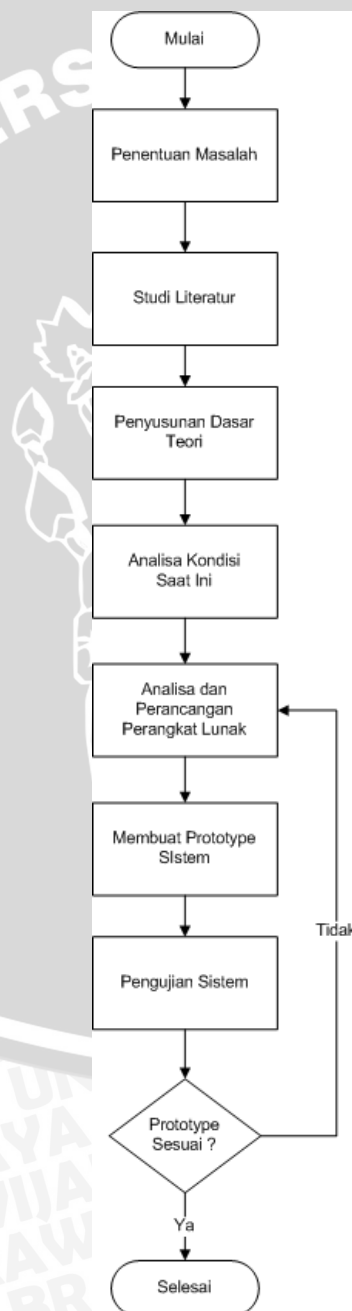 Mulai
Penentuan Masalah
Studi Literatur
Penyusunan Dasar
Teori
Analisa Kondisi
Saat Ini
Analisa dan
Perancangan
Perangkat Lunak
Membuat Prototype
SIstem
Pengujian Sistem
Tidak
Prototype
Sesuai ?
Ya
Selesai